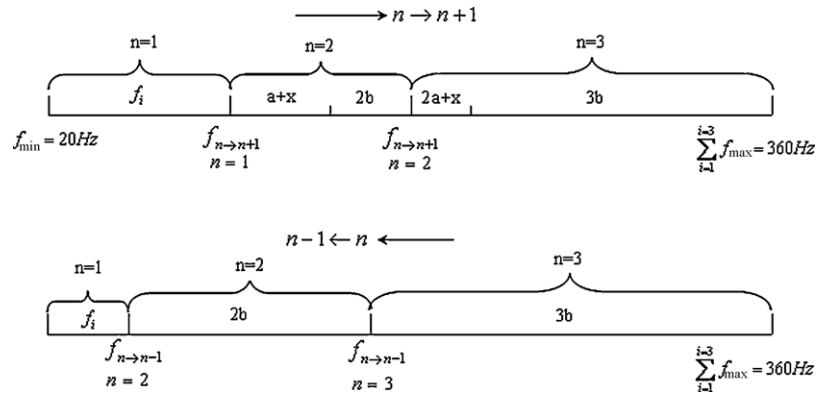 n → n+1
n=1 n=2 n=3
f_i a+x 2b 2a+x 3b
f_min = 20Hz f_{n→n+1} f_{n→n+1} ∑_{i=1}^{i=3} f_max = 360Hz
n = 1 n = 2
n−1 ← n
n=1 n=2 n=3
f_i 2b 3b
f_{n→n−1} f_{n→n−1} ∑_{i=1}^{i=3} f_max = 360Hz
n = 2 n = 3